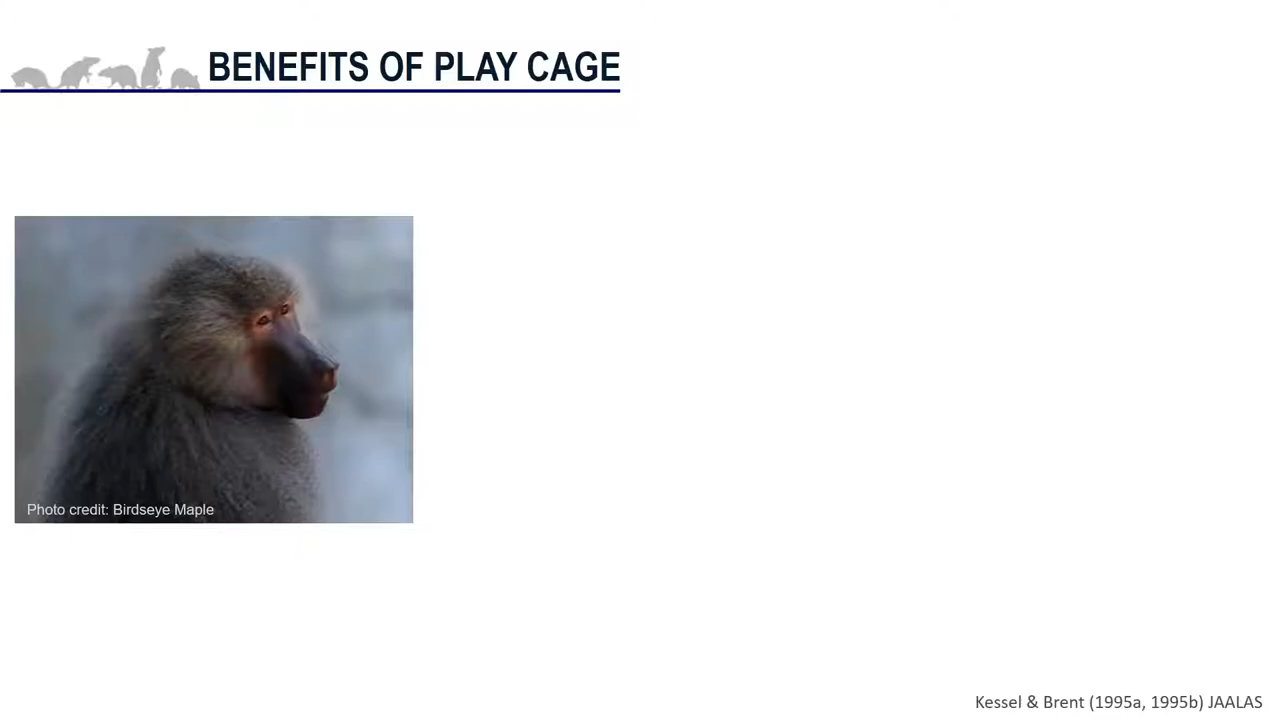 BENEFITS OF PLAY CAGE
Photo credit: Birdseye Maple
Kessel & Brent (1995a, 1995b) JAALAS